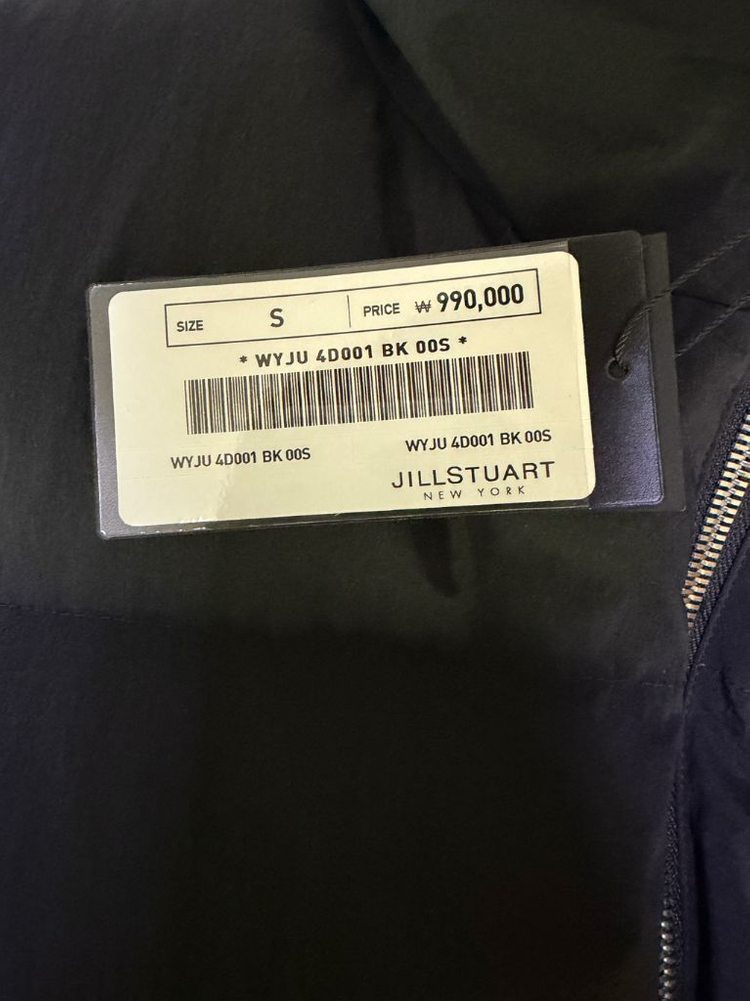 SIZE S PRICE ₩ 990,000
* WYJU 4D001 BK 00S *
WYJU 4D001 BK 00S WYJU 4D001 BK 00S
JILLSTUART
NEW YORK